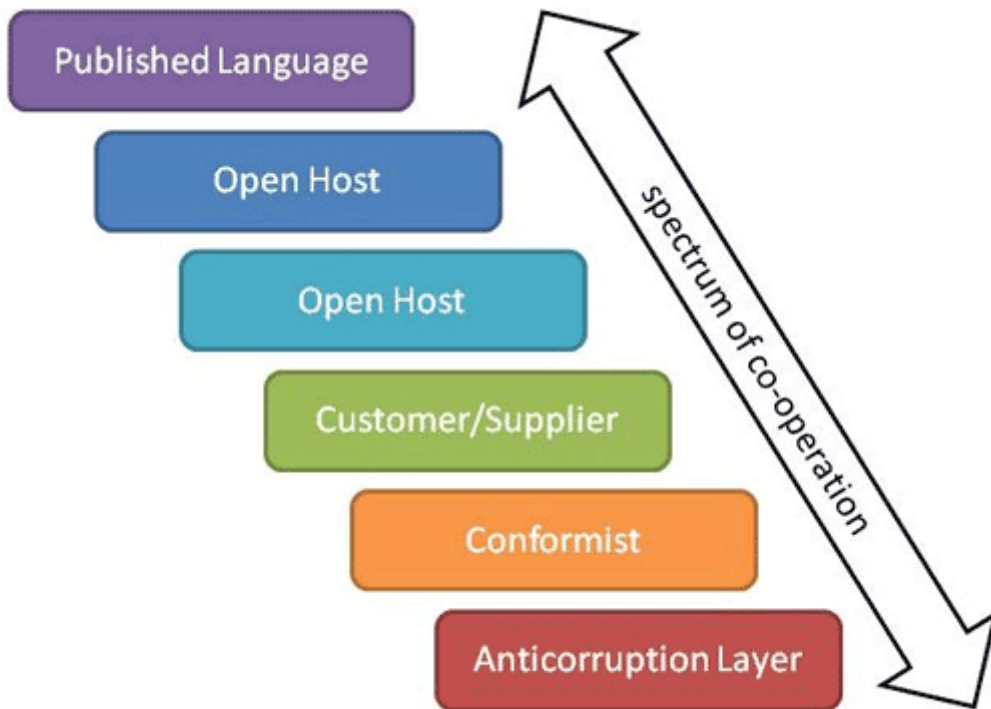 Published Language
Open Host
Open Host
Customer/Supplier
Conformist
Anticorruption Layer
spectrum of co-operation